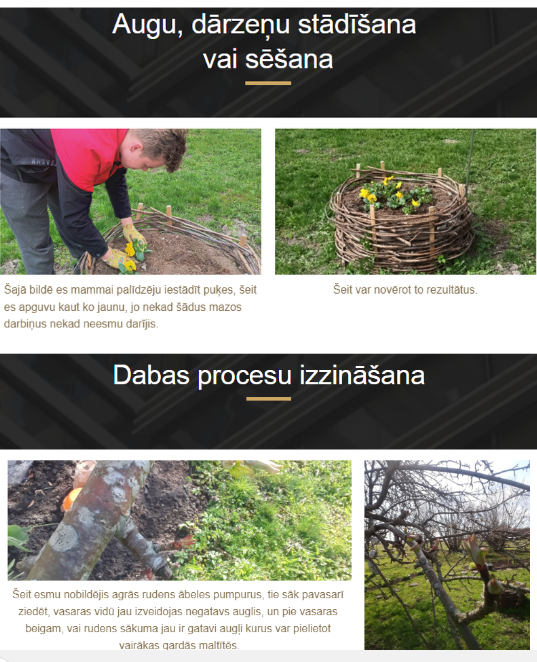 Augu, dārzeņu stādīšana
vai sēšana
Šajā bildē es mammai palīdzēju iestādīt puķes, šeit
es apguvu kaut ko jaunu, jo nekad šādus mazos
darbiņus nekad neesmu darījis.
Šeit var novērot to rezultātus.
Dabas procesu izzināšana
Šeit esmu nobildējis agrās rudens ābeles pumpurus, tie sāk pavasarī
ziedēt, vasaras vidū jau izveidojas negatavs auglis, un pie vasaras
beigam, vai rudens sākuma jau ir gatavi augļi kurus var pielietot
vairākas gardās maltītēs.